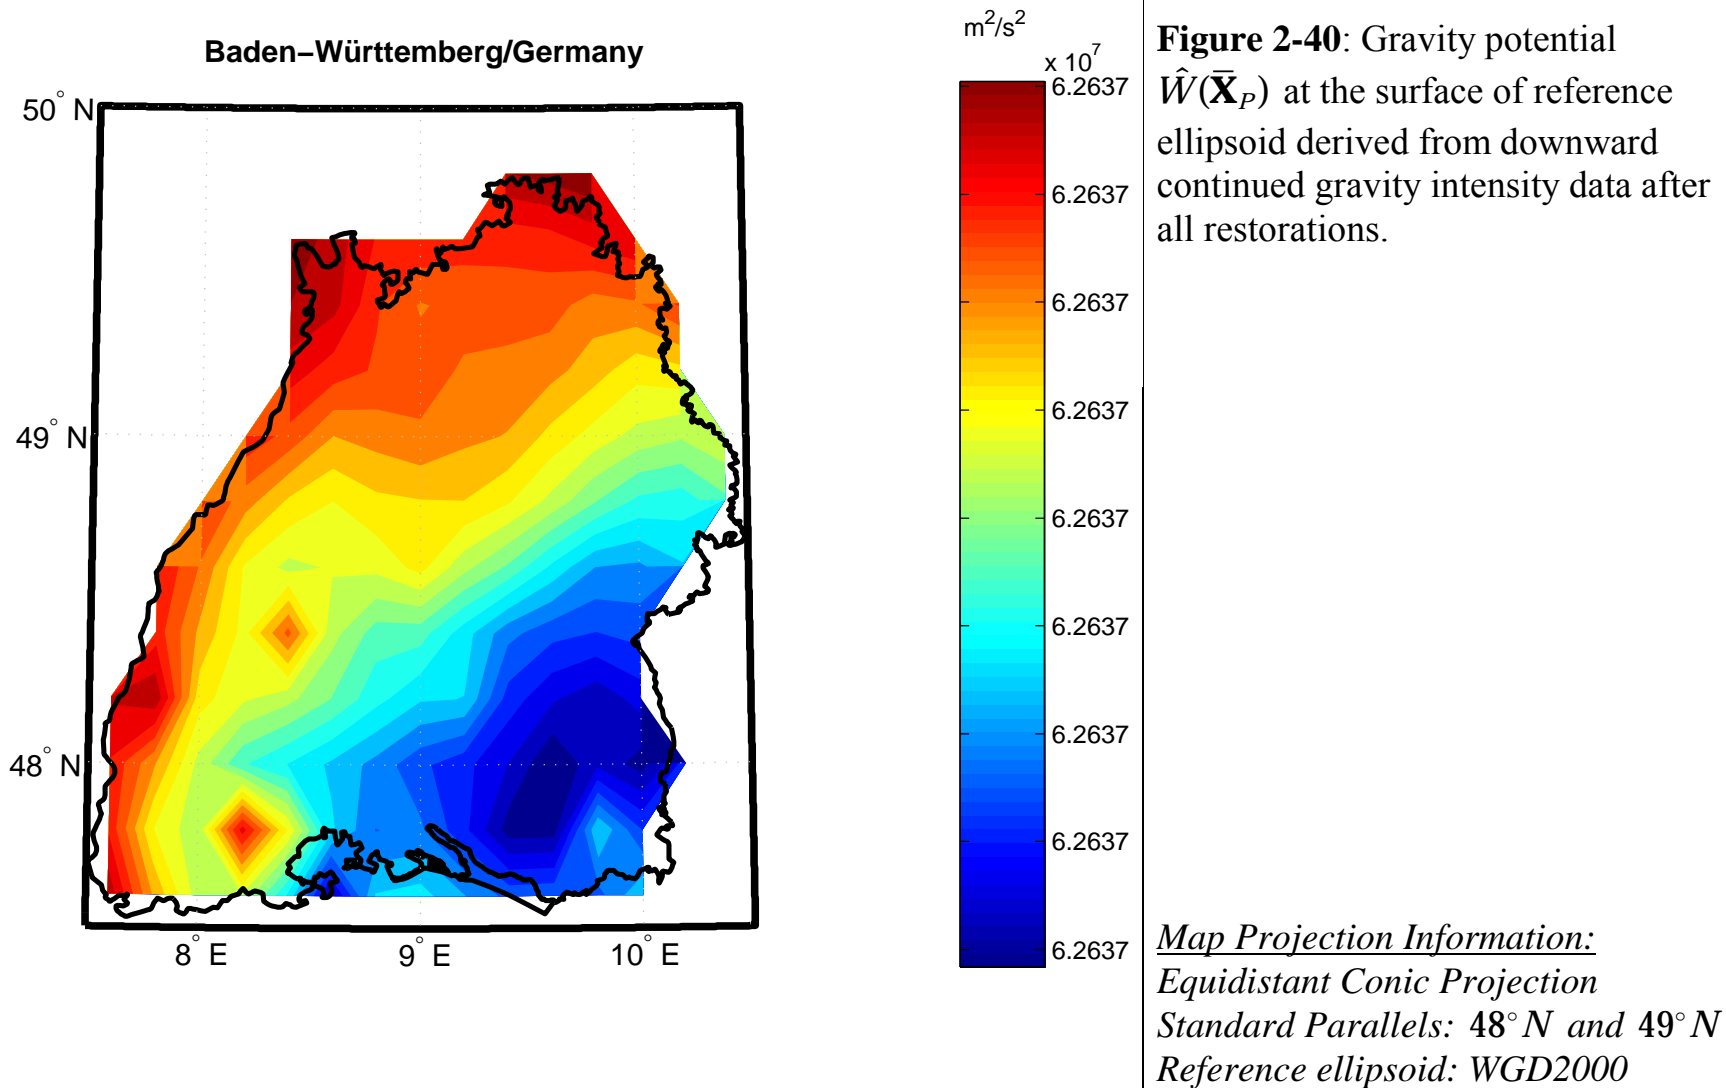 Baden–Württemberg/Germany
50° N
49° N
48° N
8° E
9° E
10° E
m²/s²
x 10⁷
6.2637
6.2637
6.2637
6.2637
6.2637
6.2637
6.2637
6.2637
6.2637
Figure 2-40: Gravity potential
Ŵ(X̄_P) at the surface of reference
ellipsoid derived from downward
continued gravity intensity data after
all restorations.
Map Projection Information:
Equidistant Conic Projection
Standard Parallels: 48°N and 49°N
Reference ellipsoid: WGD2000